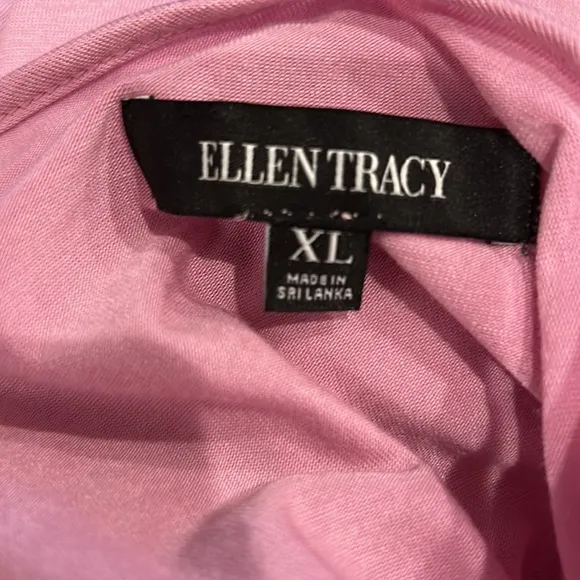 ELLEN TRACY
XL
MADE IN
SRI LANKA